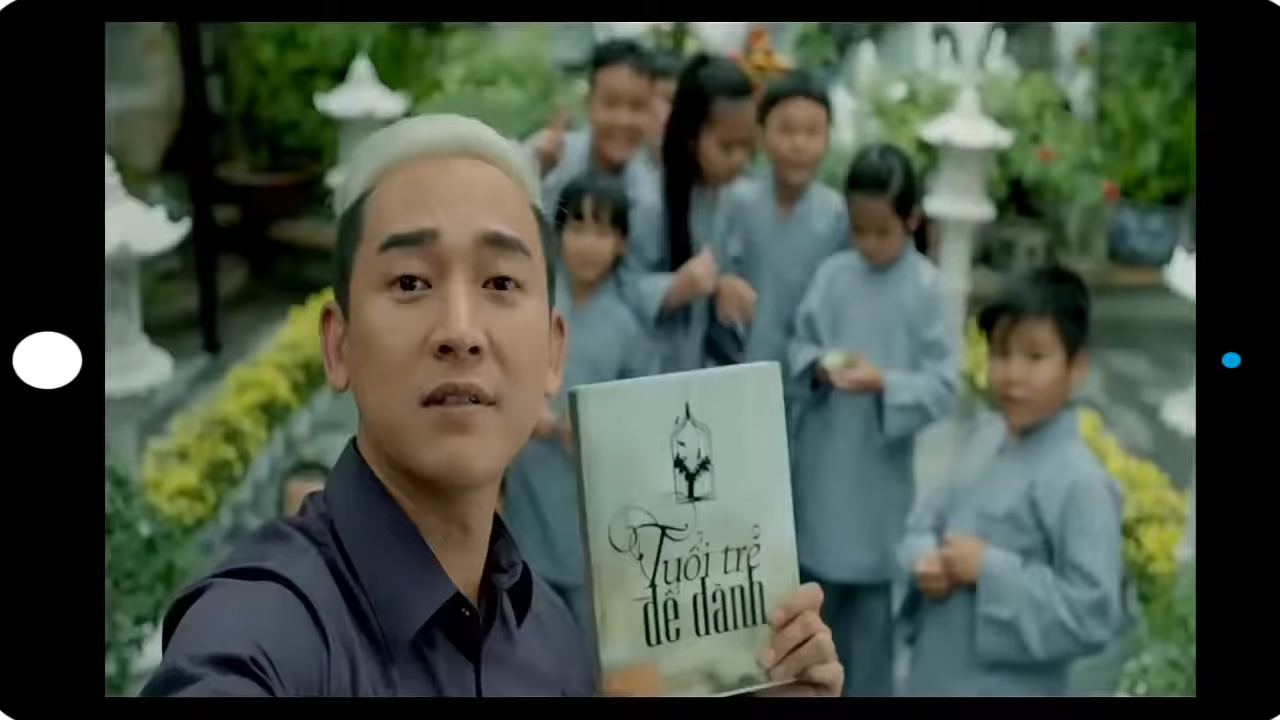 Tuổi trẻ
để dành